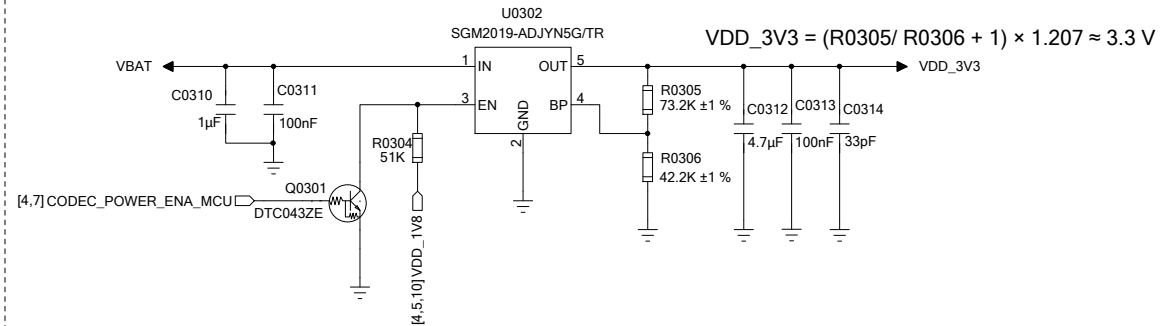 U0302
SGM2019-ADJYN5G/TR
VDD_3V3 = (R0305/ R0306 + 1) × 1.207 ≈ 3.3 V
VBAT
1
IN
OUT
5
VDD_3V3
C0310
1μF
C0311
100nF
3
EN
BP
4
GND
2
R0305
73.2K ±1 %
R0306
42.2K ±1 %
C0312
4.7μF
C0313
100nF
C0314
33pF
R0304
51K
[4,7] CODEC_POWER_ENA_MCU
Q0301
DTC043ZE
[4,5,10] VDD_1V8